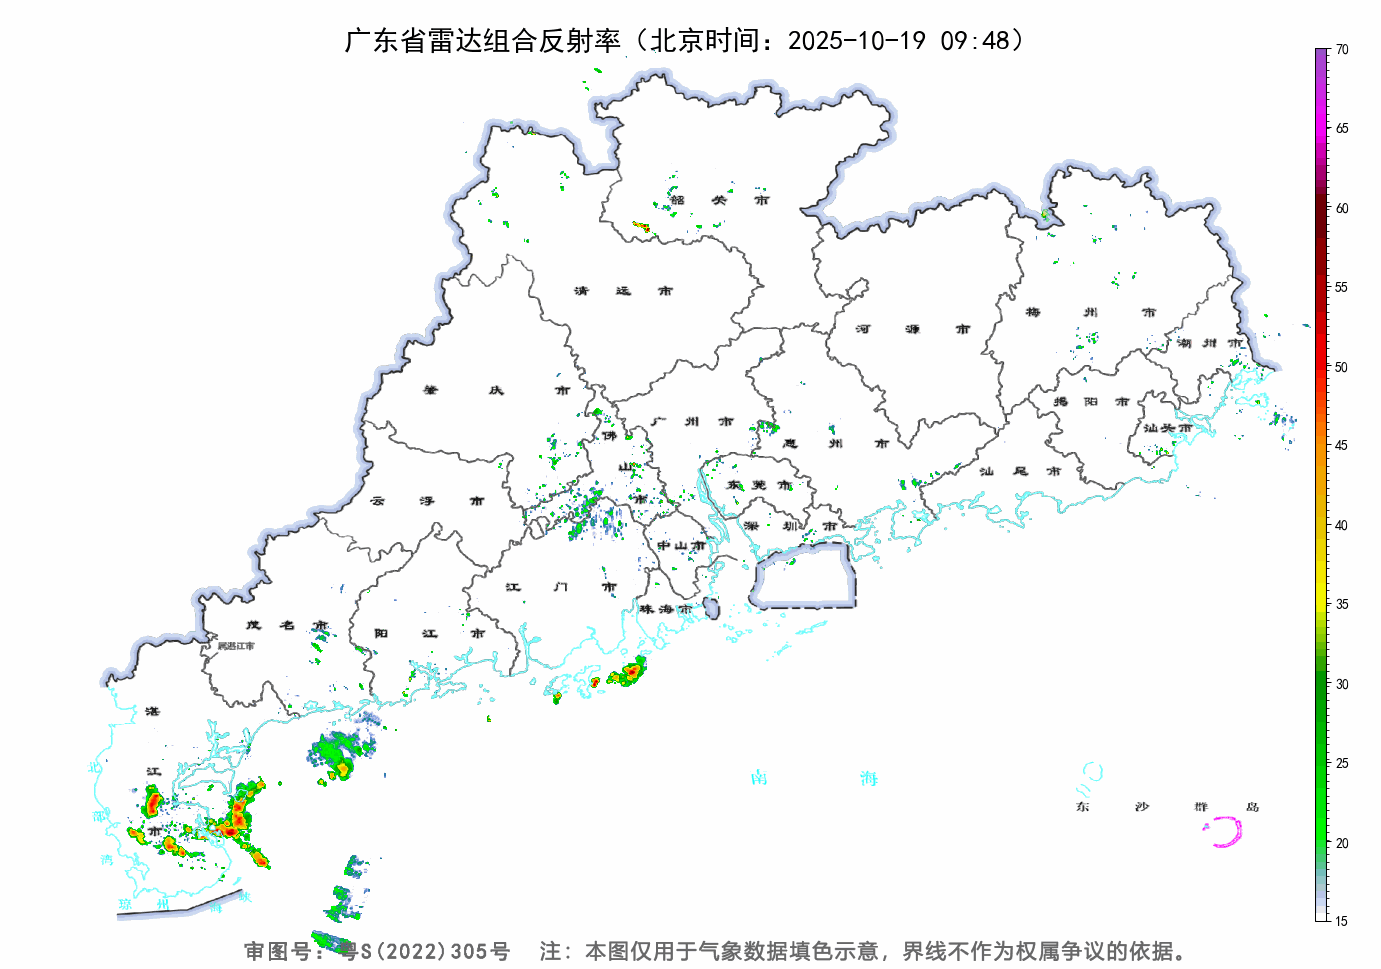 广东省雷达组合反射率（北京时间：2025-10-19 09:48）
70
65
60
55
50
45
40
35
30
25
20
15
韶 关 市
清 远 市
河 源 市
梅 州 市
潮 州 市
肇 庆 市
广 州 市
揭 阳 市
汕头市
佛 山 市
惠 州 市
汕 尾 市
云 浮 市
东 莞 市
深 圳 市
中山市
江 门 市
珠海市
茂 名 市
阳 江 市
属湛江市
湛 江 市
北 部 湾
南 海
东 沙 群 岛
琼 州 海 峡
审图号：粤S(2022)305号 注：本图仅用于气象数据填色示意，界线不作为权属争议的依据。